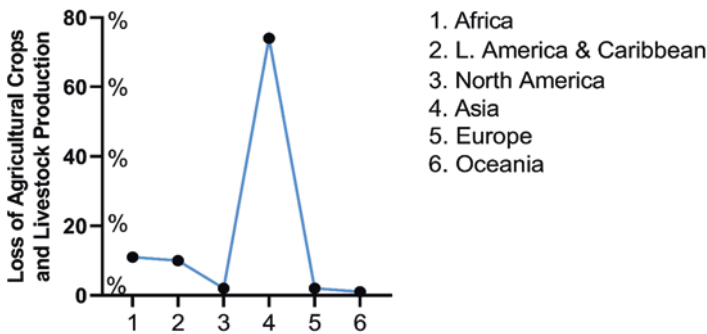 Loss of Agricultural Crops
and Livestock Production
80 %
60 %
40 %
20 %
0 %
1 2 3 4 5 6
1. Africa
2. L. America & Caribbean
3. North America
4. Asia
5. Europe
6. Oceania